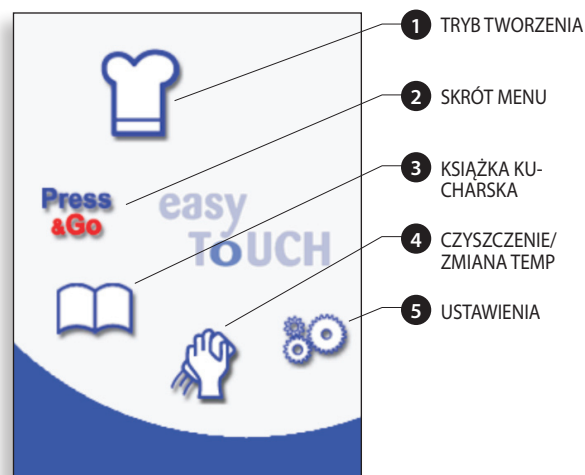 1 TRYB TWORZENIA
2 SKRÓT MENU
3 KSIĄŻKA KU-
CHARSKA
4 CZYSZCZENIE/
ZMIANA TEMP
5 USTAWIENIA
Press
&Go
easy
ToUCH